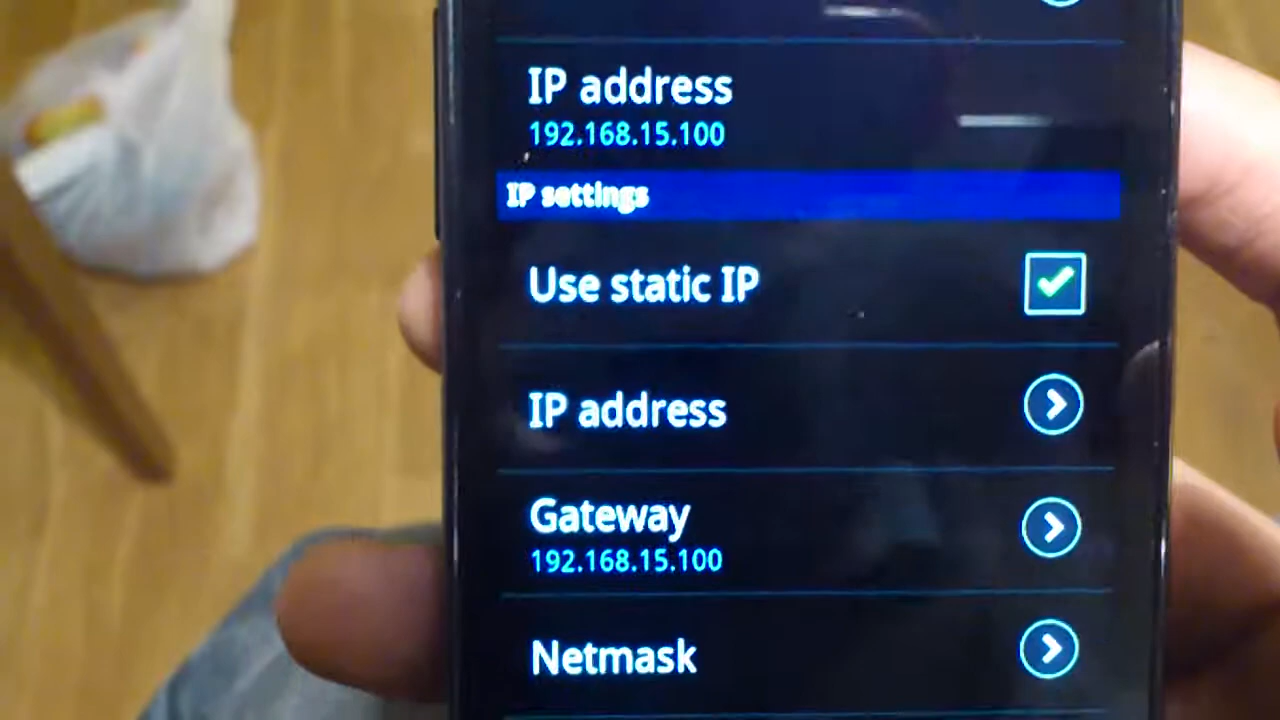 IP address
192.168.15.100
IP settings
Use static IP
IP address
Gateway
192.168.15.100
Netmask